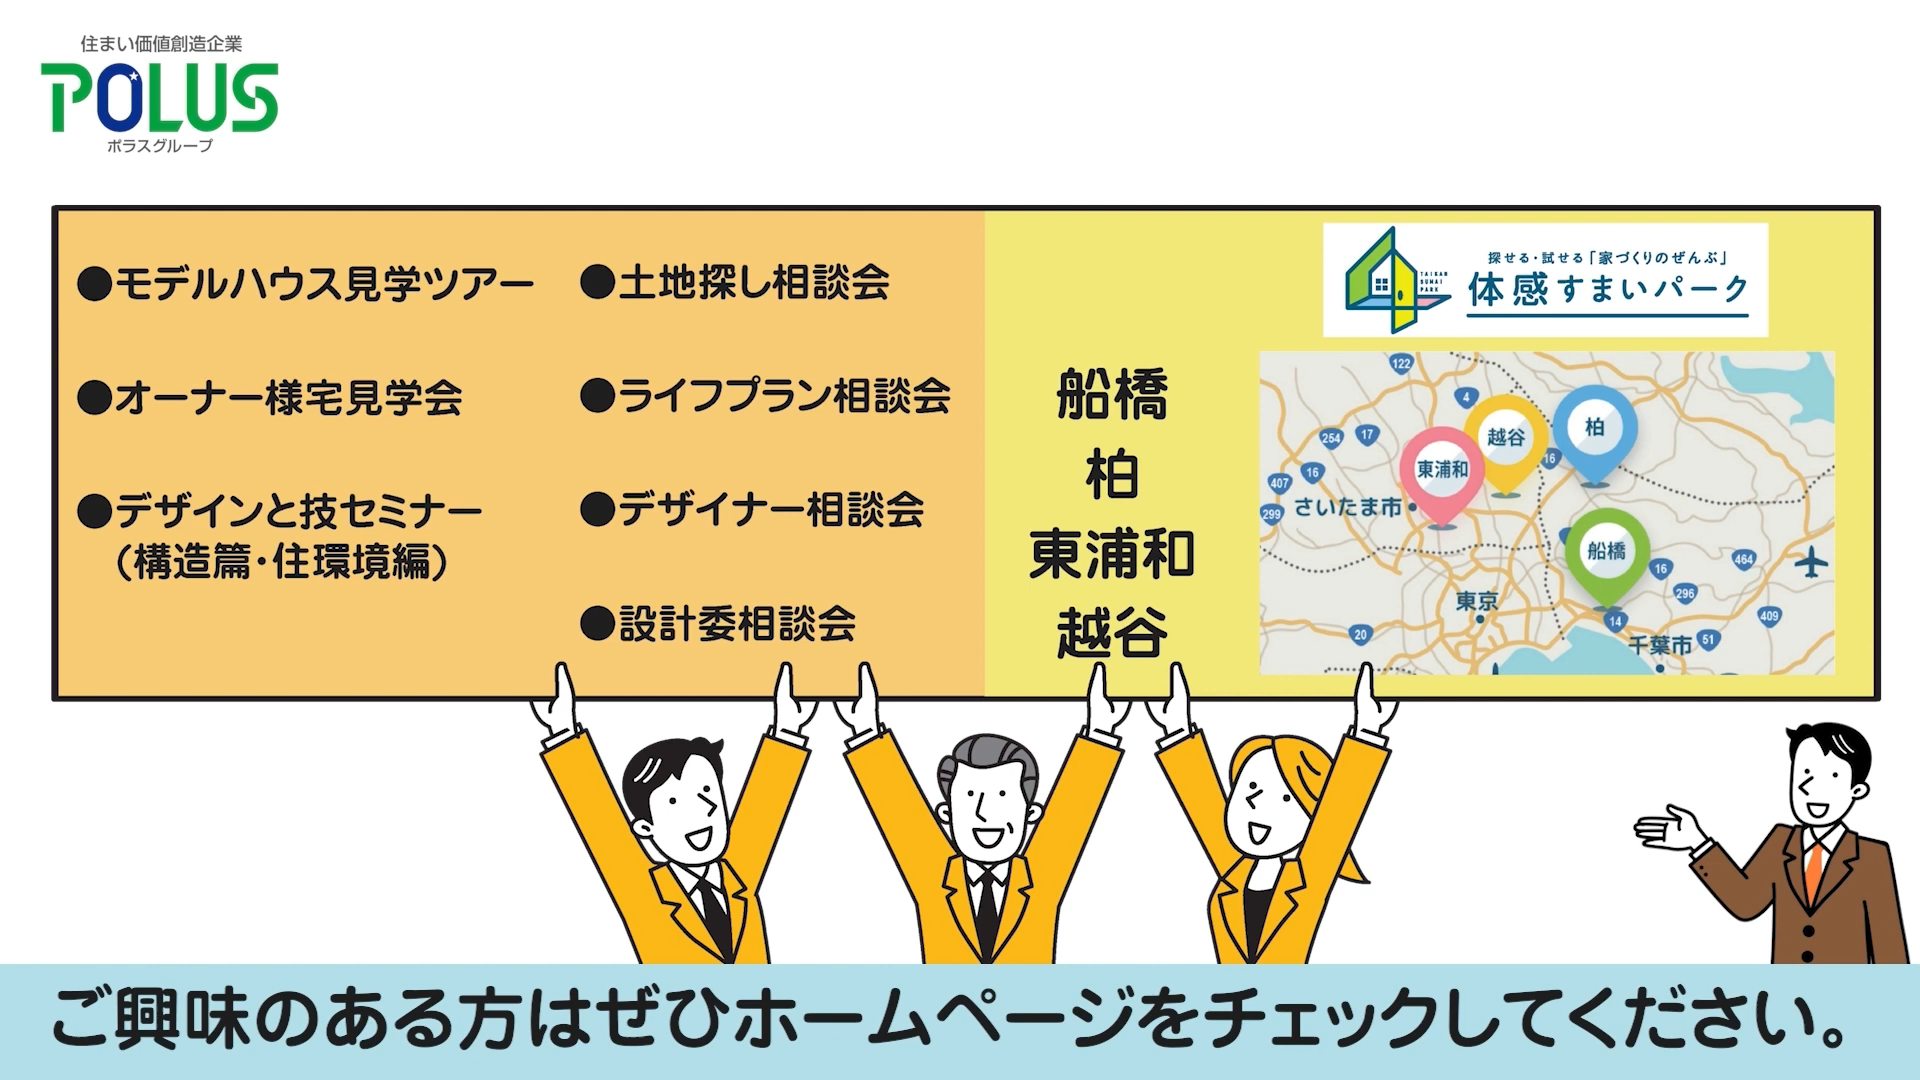 住まい価値創造企業
POLUS
ポラスグループ
●モデルハウス見学ツアー
●オーナー様宅見学会
●デザインと技セミナー
(構造篇・住環境編)
●土地探し相談会
●ライフプラン相談会
●デザイナー相談会
●設計委相談会
船橋
柏
東浦和
越谷
探せる・試せる「家づくりのぜんぶ」
TAIKAN
SUMAI
PARK
体感すまいパーク
122
4
254
17
16
407
299
さいたま市
東浦和
越谷
16
柏
船橋
16
464
296
409
14
東京
20
千葉市
51
ご興味のある方はぜひホームページをチェックしてください。